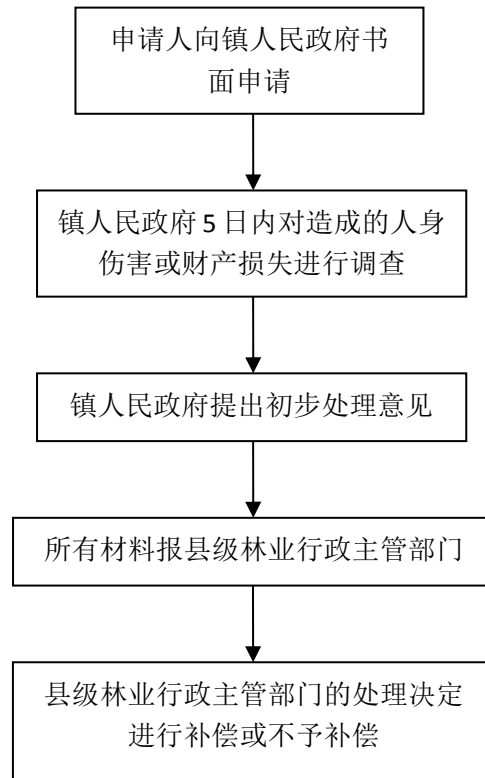 申请人向镇人民政府书
面申请
镇人民政府 5 日内对造成的人身
伤害或财产损失进行调查
镇人民政府提出初步处理意见
所有材料报县级林业行政主管部门
县级林业行政主管部门的处理决定
进行补偿或不予补偿